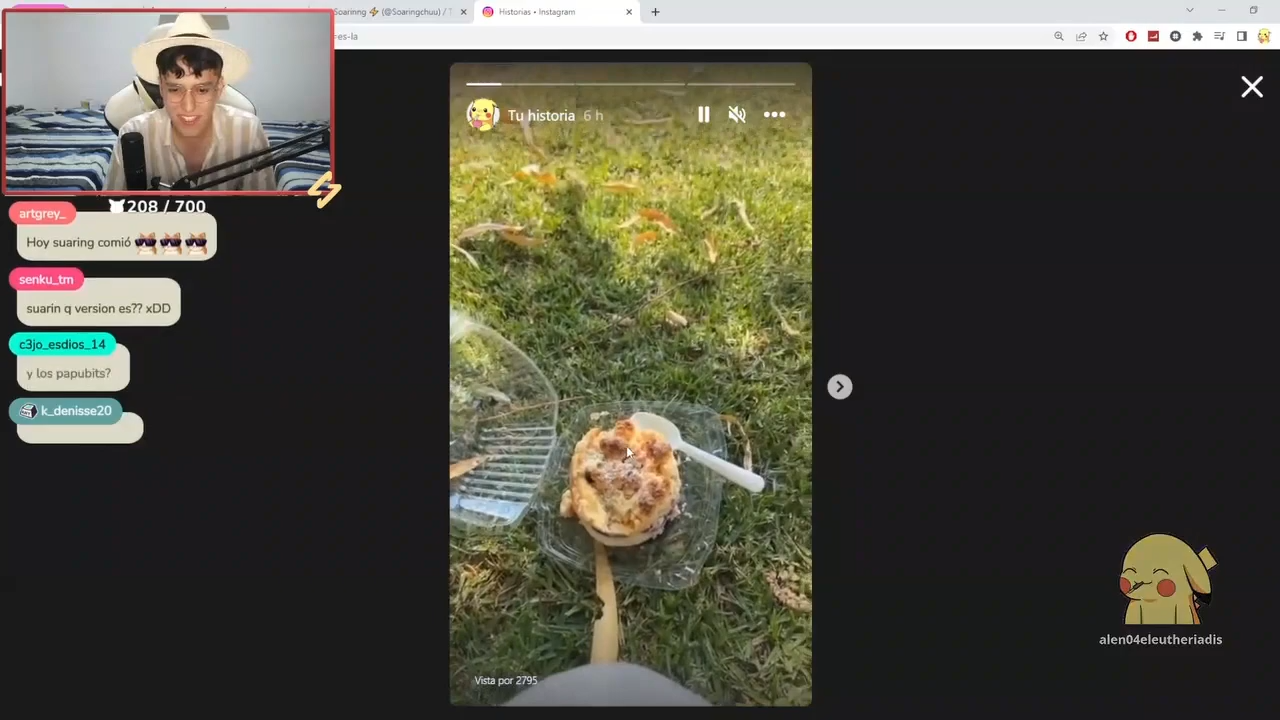 Soarinng ⚡ (@Soaringchuu) / T
Historias • Instagram
=es-la
Tu historia 6 h
208 / 700
artgrey_
Hoy suaring comió
senku_tm
suarin q version es?? xDD
c3jo_esdios_14
y los papubits?
k_denisse20
alen04eleutheriadis
Vista por 2795